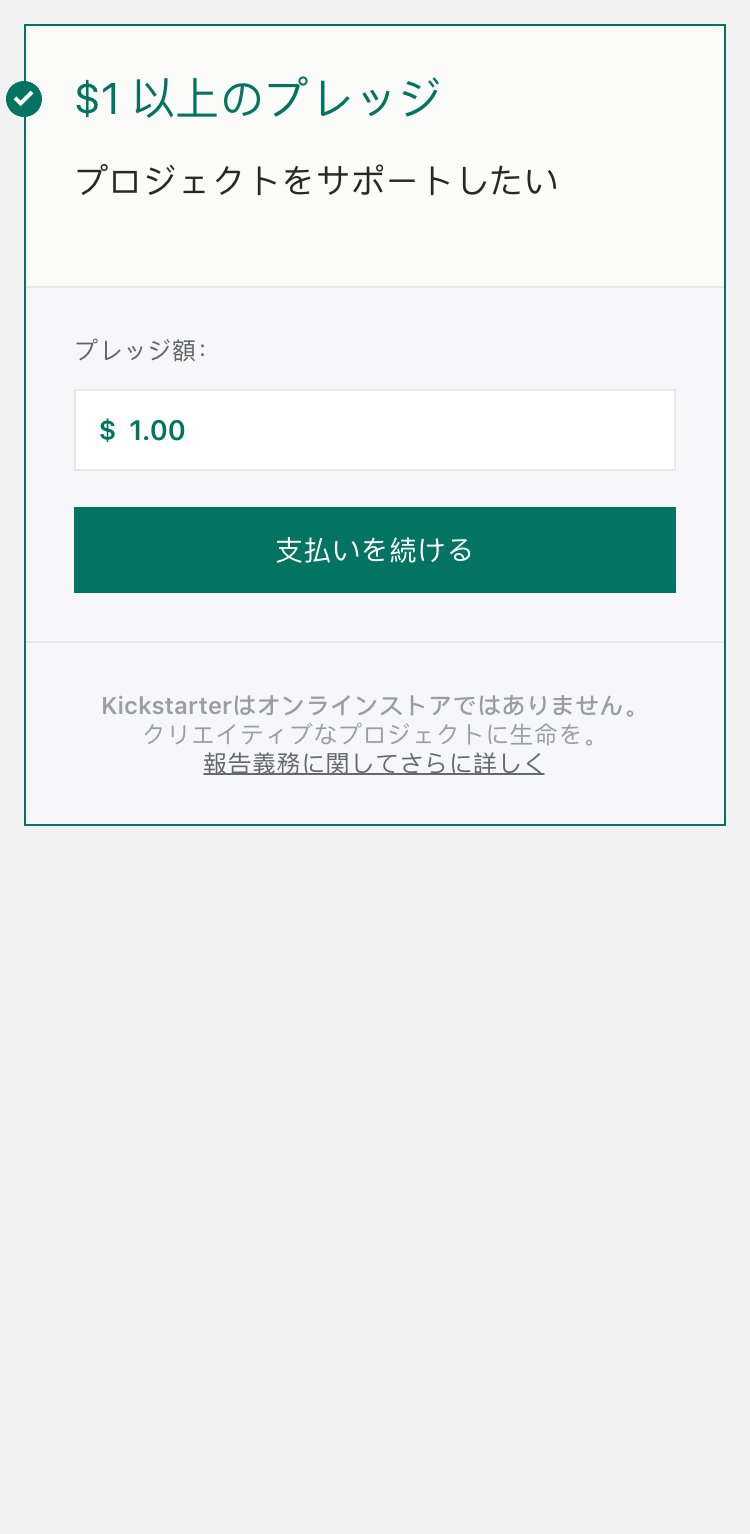 $1 以上のプレッジ
プロジェクトをサポートしたい
プレッジ額:
$ 1.00
支払いを続ける
Kickstarterはオンラインストアではありません。
クリエイティブなプロジェクトに生命を。
報告義務に関してさらに詳しく